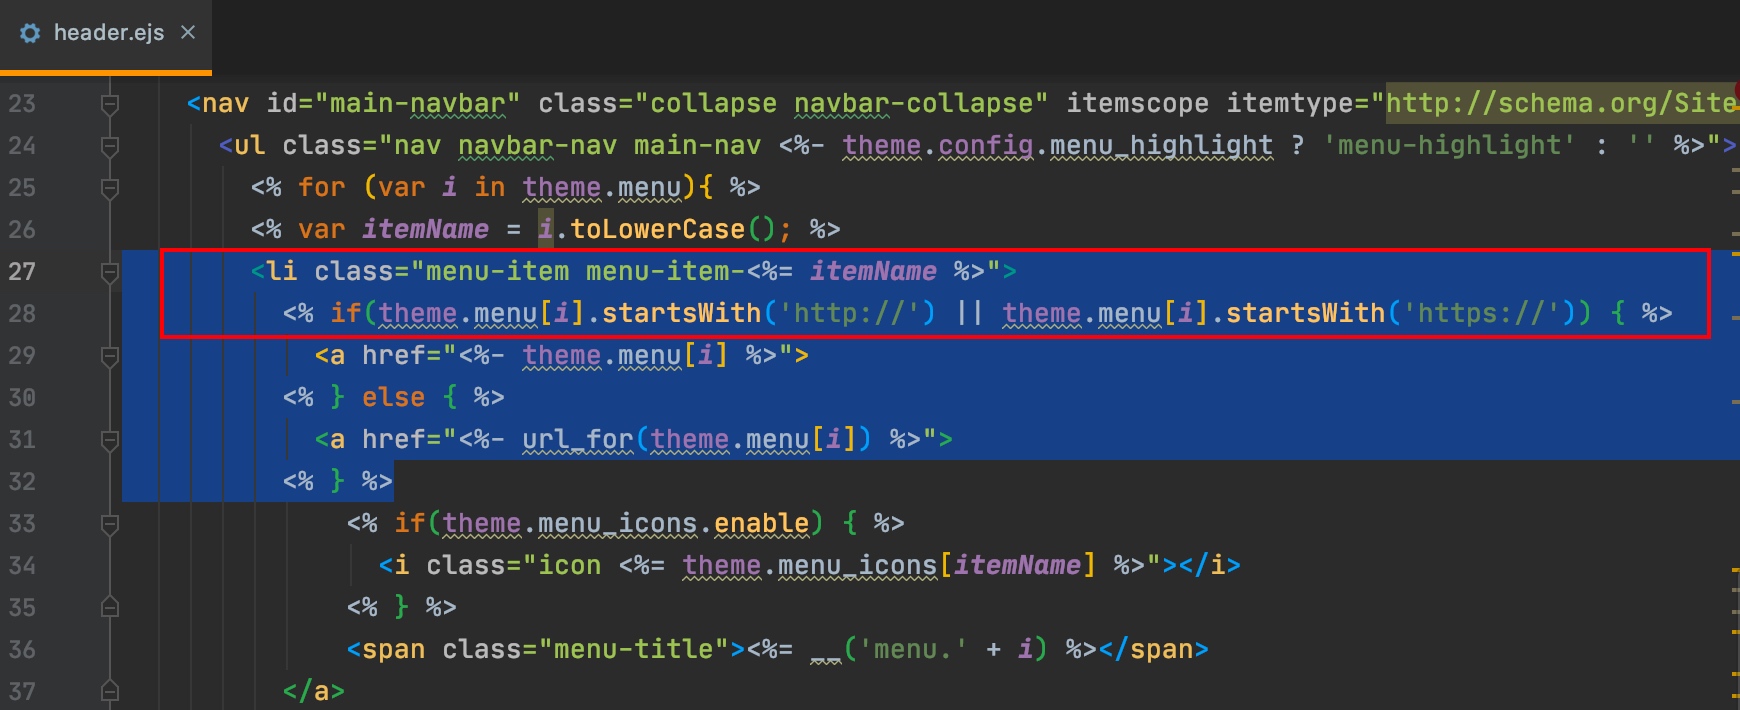 header.ejs
23 <nav id="main-navbar" class="collapse navbar-collapse" itemscope itemtype="http://schema.org/Site
24 <ul class="nav navbar-nav main-nav <%- theme.config.menu_highlight ? 'menu-highlight' : '' %>">
25 <% for (var i in theme.menu){ %>
26 <% var itemName = i.toLowerCase(); %>
27 <li class="menu-item menu-item-<%= itemName %>">
28 <% if(theme.menu[i].startsWith('http://') || theme.menu[i].startsWith('https://')) { %>
29 <a href="<%- theme.menu[i] %>">
30 <% } else { %>
31 <a href="<%- url_for(theme.menu[i]) %>">
32 <% } %>
33 <% if(theme.menu_icons.enable) { %>
34 <i class="icon <%= theme.menu_icons[itemName] %>"></i>
35 <% } %>
36 <span class="menu-title"><%= __('menu.' + i) %></span>
37 </a>